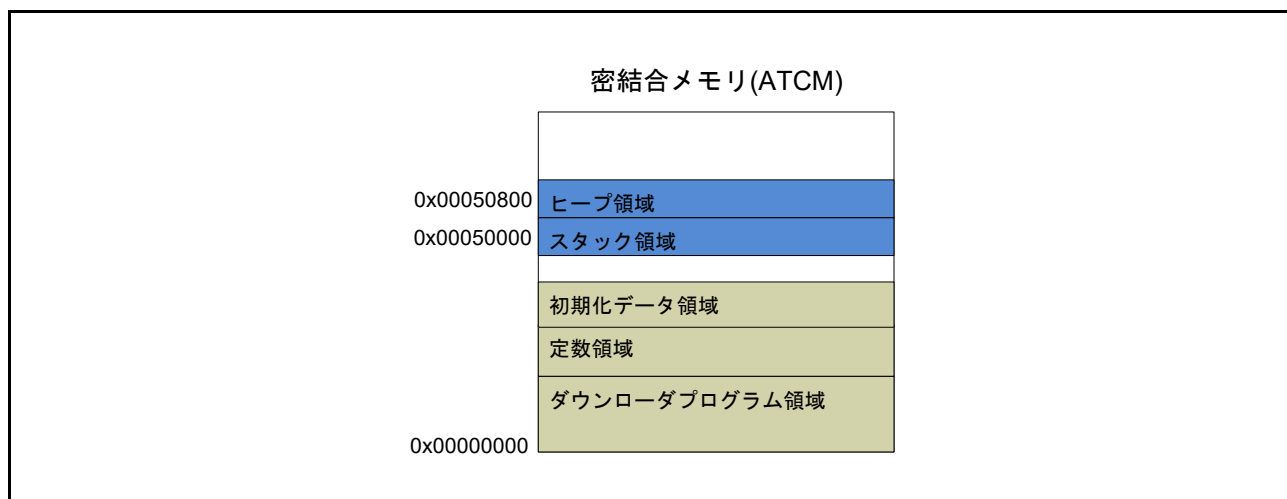 密結合メモリ(ATCM)
0x00050800 ヒープ領域
0x00050000 スタック領域
初期化データ領域
定数領域
ダウンローダプログラム領域
0x00000000